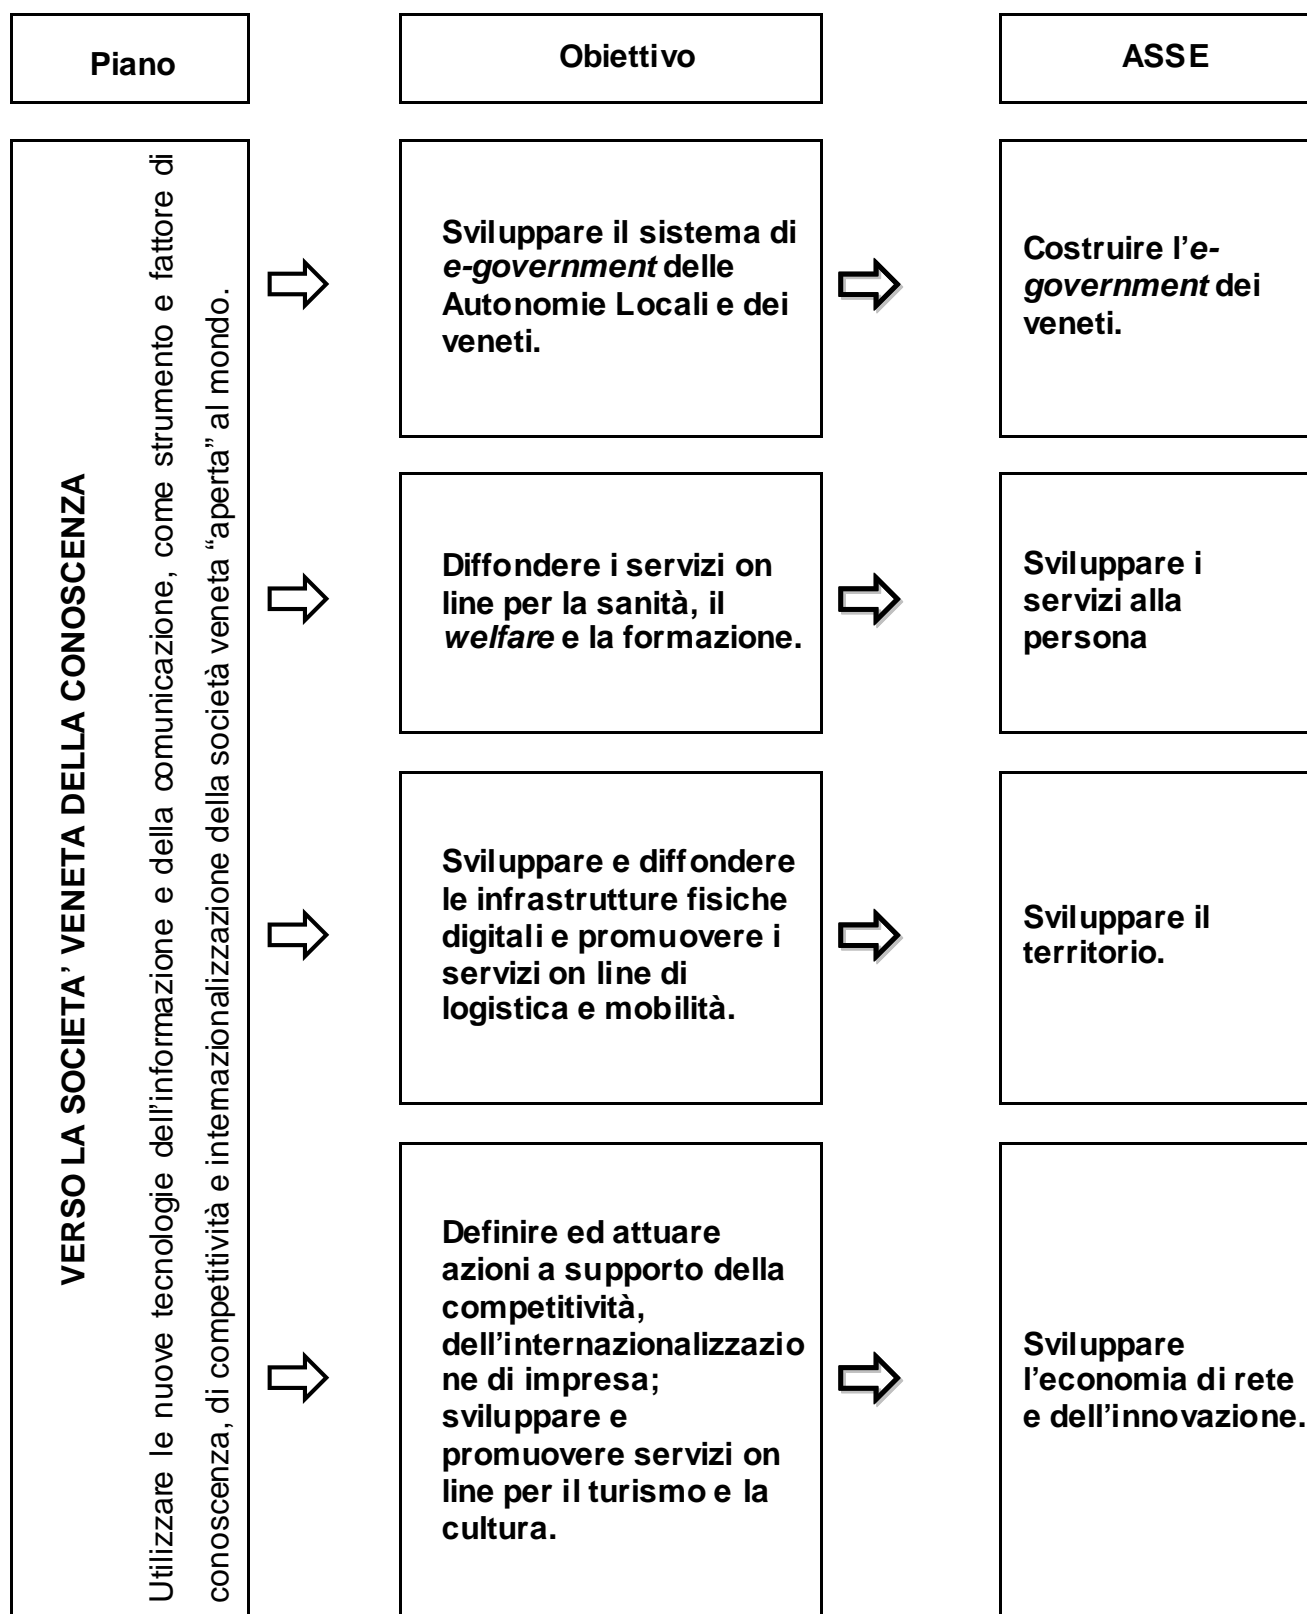 Piano
Obiettivo
ASSE
VERSO LA SOCIETA’ VENETA DELLA CONOSCENZA
Utilizzare le nuove tecnologie dell’informazione e della comunicazione, come strumento e fattore di
conoscenza, di competitività e internazionalizzazione della società veneta “aperta” al mondo.
Sviluppare il sistema di
e-government delle
Autonomie Locali e dei
veneti.
Costruire l’e-
government dei
veneti.
Diffondere i servizi on
line per la sanità, il
welfare e la formazione.
Sviluppare i
servizi alla
persona
Sviluppare e diffondere
le infrastrutture fisiche
digitali e promuovere i
servizi on line di
logistica e mobilità.
Sviluppare il
territorio.
Definire ed attuare
azioni a supporto della
competitività,
dell’internazionalizzazio
ne di impresa;
sviluppare e
promuovere servizi on
line per il turismo e la
cultura.
Sviluppare
l’economia di rete
e dell’innovazione.